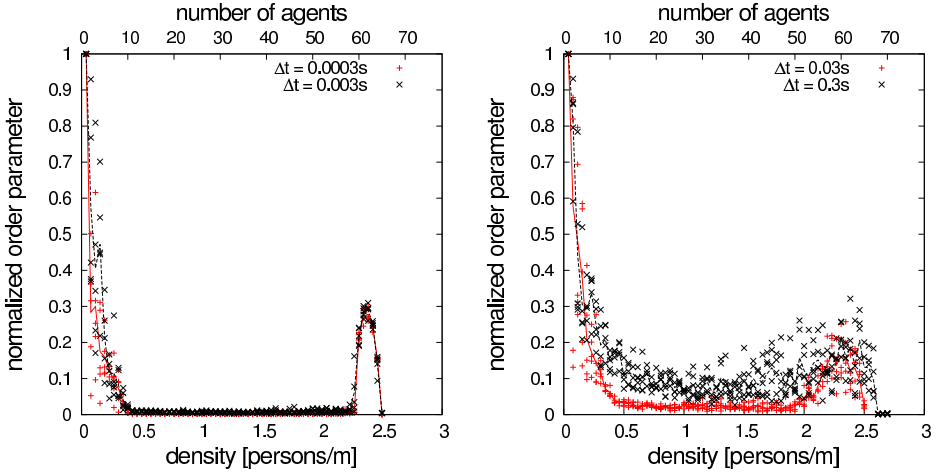 number of agents
0 10 20 30 40 50 60 70
1
0.9
0.8
0.7
0.6
0.5
0.4
0.3
0.2
0.1
0
normalized order parameter
Δt = 0.0003s
Δt = 0.003s
0 0.5 1 1.5 2 2.5 3
density [persons/m]
number of agents
0 10 20 30 40 50 60 70
1
0.9
0.8
0.7
0.6
0.5
0.4
0.3
0.2
0.1
0
normalized order parameter
Δt = 0.03s
Δt = 0.3s
0 0.5 1 1.5 2 2.5 3
density [persons/m]